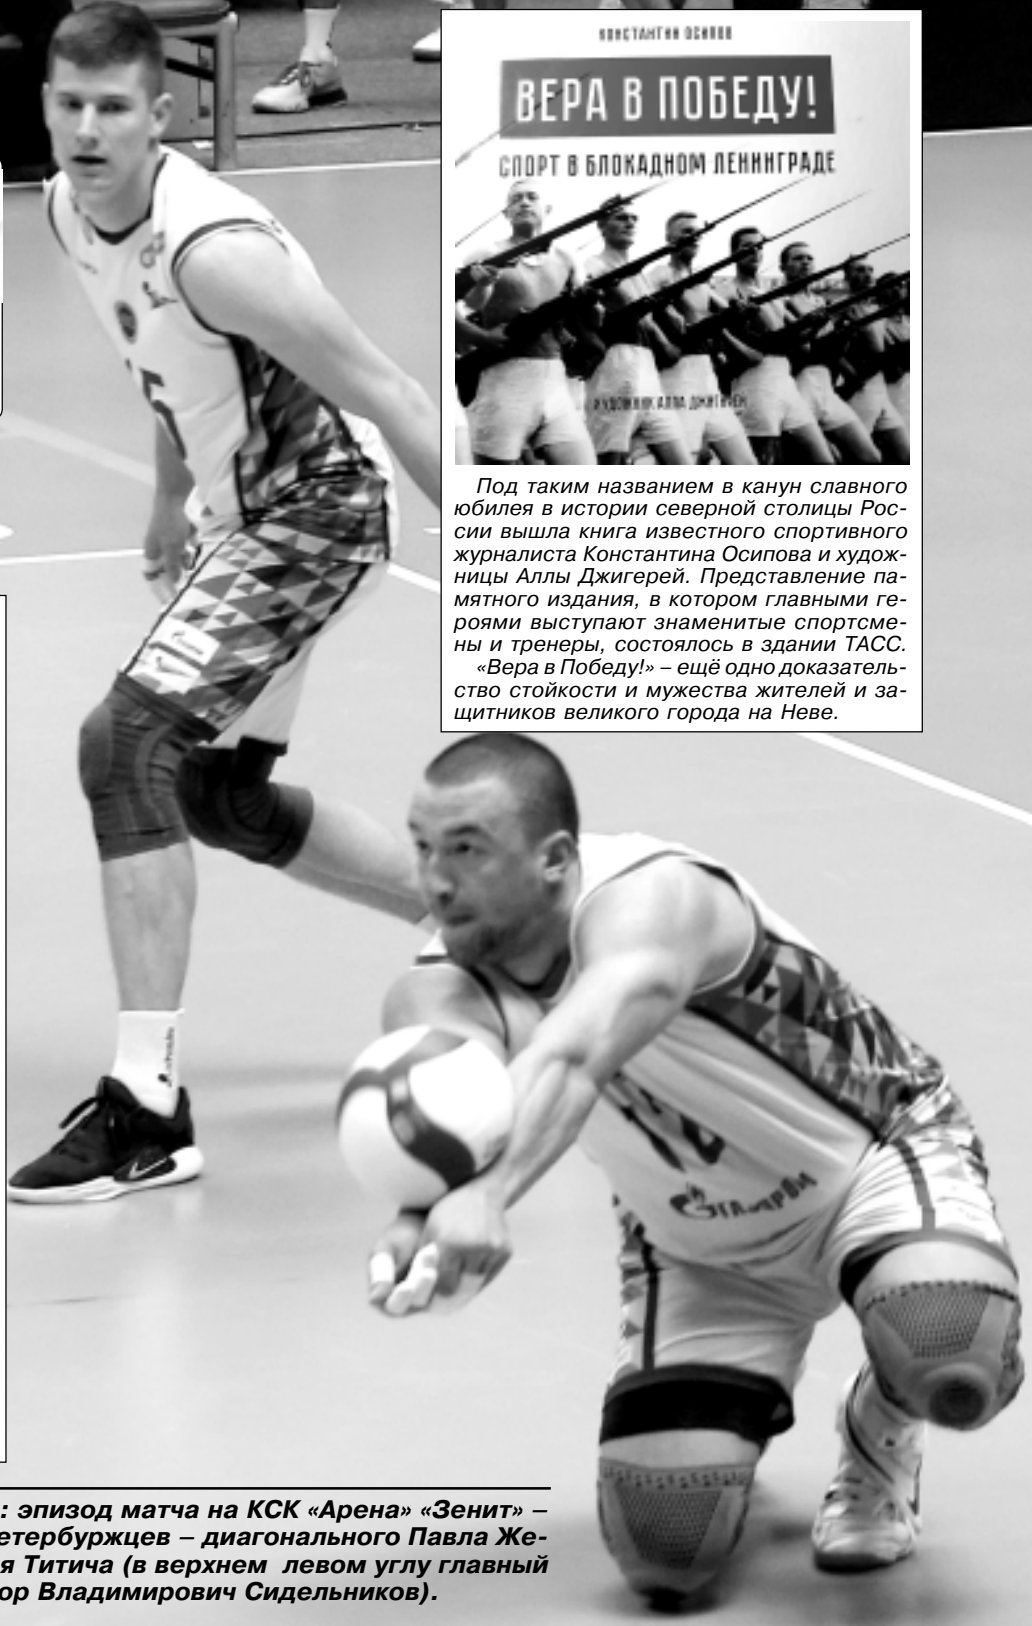 КОНСТАНТИН ОСИПОВ
ВЕРА В ПОБЕДУ!
СПОРТ В БЛОКАДНОМ ЛЕНИНГРАДЕ
ХУДОЖНИК АЛЛА ДЖИГЕРЕЙ
Под таким названием в канун славного
юбилея в истории северной столицы Рос-
сии вышла книга известного спортивного
журналиста Константина Осипова и худож-
ницы Аллы Джигерей. Представление па-
мятного издания, в котором главными ге-
роями выступают знаменитые спортсме-
ны и тренеры, состоялось в здании ТАСС.
«Вера в Победу!» – ещё одно доказатель-
ство стойкости и мужества жителей и за-
щитников великого города на Неве.
15
ГАЗПРОМ
: эпизод матча на КСК «Арена» «Зенит» –
етербуржцев – диагонального Павла Же-
я Титича (в верхнем левом углу главный
ор Владимирович Сидельников).